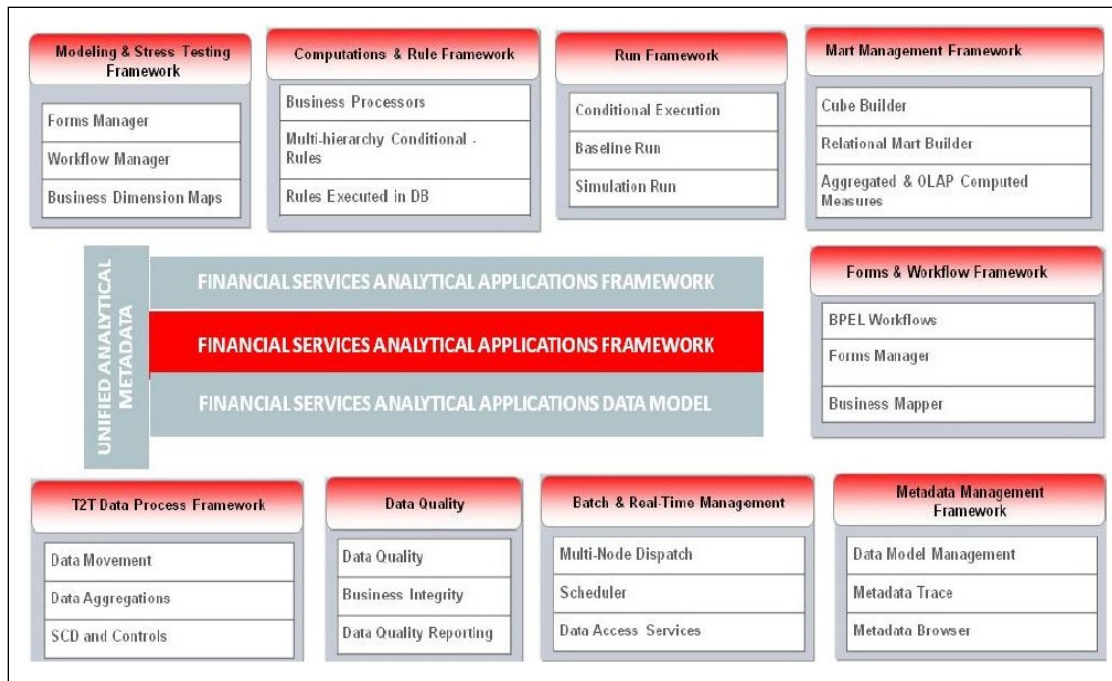 Modeling & Stress Testing
Framework
Forms Manager
Workflow Manager
Business Dimension Maps
Computations & Rule Framework
Business Processors
Multi-hierarchy Conditional -
Rules
Rules Executed in DB
Run Framework
Conditional Execution
Baseline Run
Simulation Run
Mart Management Framework
Cube Builder
Relational Mart Builder
Aggregated & OLAP Computed
Measures
UNIFIED ANALYTICAL
METADATA
FINANCIAL SERVICES ANALYTICAL APPLICATIONS FRAMEWORK
FINANCIAL SERVICES ANALYTICAL APPLICATIONS FRAMEWORK
FINANCIAL SERVICES ANALYTICAL APPLICATIONS DATA MODEL
Forms & Workflow Framework
BPEL Workflows
Forms Manager
Business Mapper
T2T Data Process Framework
Data Movement
Data Aggregations
SCD and Controls
Data Quality
Data Quality
Business Integrity
Data Quality Reporting
Batch & Real-Time Management
Multi-Node Dispatch
Scheduler
Data Access Services
Metadata Management
Framework
Data Model Management
Metadata Trace
Metadata Browser